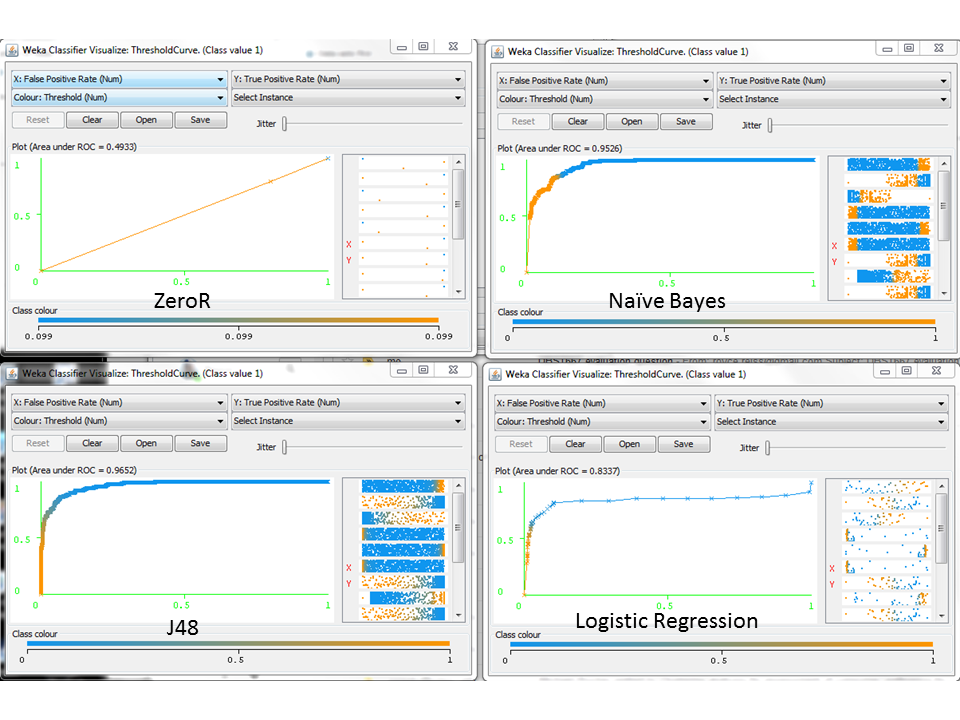 Weka Classifier Visualize: ThresholdCurve. (Class value 1)
X: False Positive Rate (Num)
Y: True Positive Rate (Num)
Colour: Threshold (Num)
Select Instance
Reset
Clear
Open
Save
Jitter
Plot (Area under ROC = 0.4933)
1
0.5
0
0
0.5
1
X
Y
ZeroR
Class colour
0.099
0.099
0.099
Weka Classifier Visualize: ThresholdCurve. (Class value 1)
X: False Positive Rate (Num)
Y: True Positive Rate (Num)
Colour: Threshold (Num)
Select Instance
Reset
Clear
Open
Save
Jitter
Plot (Area under ROC = 0.9526)
1
0.5
0
0
0.5
1
X
Y
Naïve Bayes
Class colour
0
0.5
1
Weka Classifier Visualize: ThresholdCurve. (Class value 1)
X: False Positive Rate (Num)
Y: True Positive Rate (Num)
Colour: Threshold (Num)
Select Instance
Reset
Clear
Open
Save
Jitter
Plot (Area under ROC = 0.9652)
1
0.5
0
0
0.5
1
X
Y
J48
Class colour
0
0.5
1
Weka Classifier Visualize: ThresholdCurve. (Class value 1)
X: False Positive Rate (Num)
Y: True Positive Rate (Num)
Colour: Threshold (Num)
Select Instance
Reset
Clear
Open
Save
Jitter
Plot (Area under ROC = 0.8337)
1
0.5
0
0
0.5
1
X
Y
Logistic Regression
Class colour
0
0.5
1